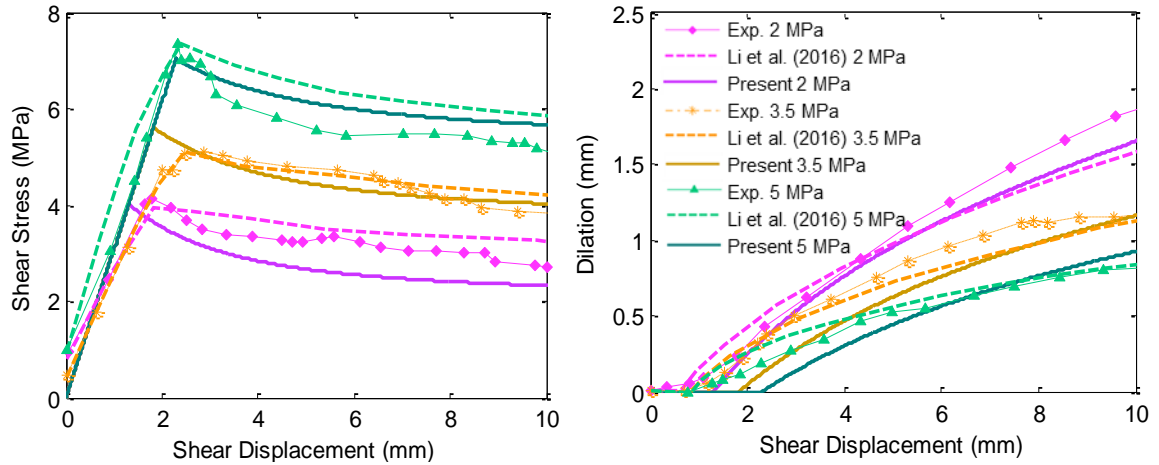 8
6
4
2
0
0
2
4
6
8
10
Shear Stress (MPa)
Shear Displacement (mm)
2.5
2
1.5
1
0.5
0
0
2
4
6
8
10
Dilation (mm)
Shear Displacement (mm)
Exp. 2 MPa
Li et al. (2016) 2 MPa
Present 2 MPa
Exp. 3.5 MPa
Li et al. (2016) 3.5 MPa
Present 3.5 MPa
Exp. 5 MPa
Li et al. (2016) 5 MPa
Present 5 MPa